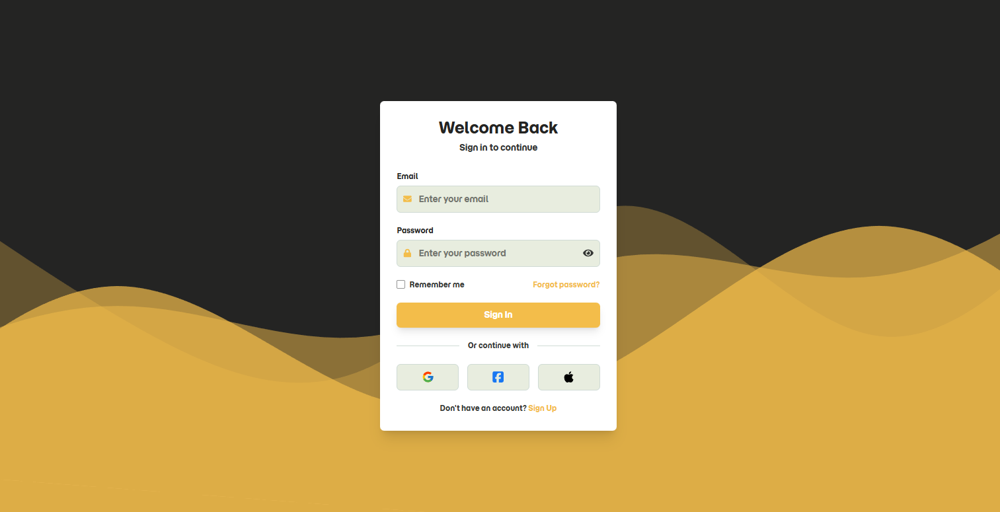 Welcome Back
Sign in to continue
Email
Enter your email
Password
Enter your password
Remember me Forgot password?
Sign In
Or continue with
Don't have an account? Sign Up